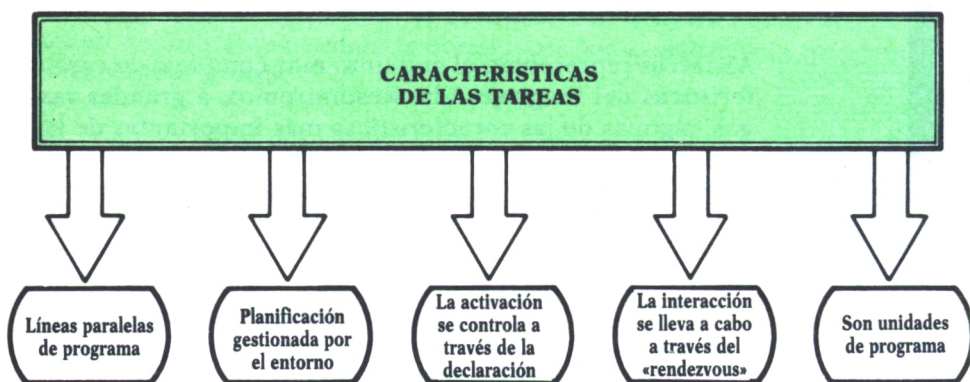 CARACTERISTICAS
DE LAS TAREAS
Líneas paralelas
de programa
Planificación
gestionada por
el entorno
La activación
se controla a
través de la
declaración
La interacción
se lleva a cabo
a través del
«rendezvous»
Son unidades
de programa